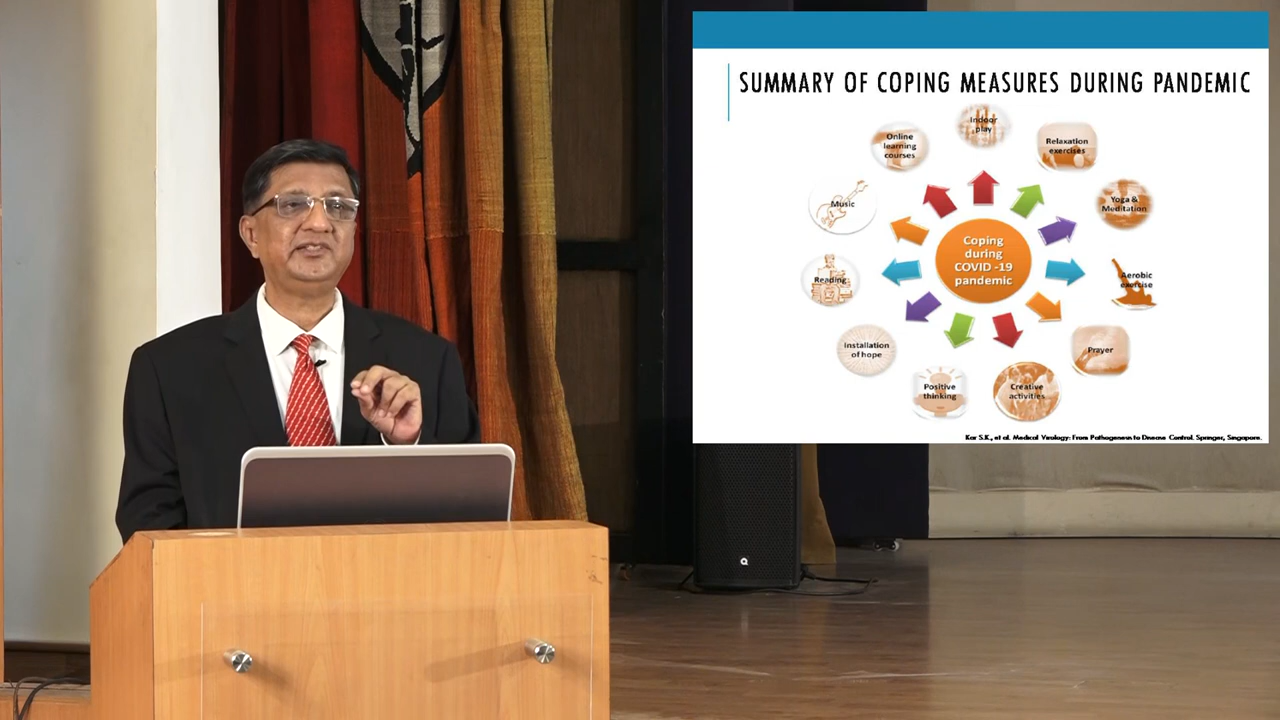 SUMMARY OF COPING MEASURES DURING PANDEMIC
Indoor
play
Relaxation
exercises
Yoga &
Meditation
Aerobic
exercise
Prayer
Creative
activities
Positive
thinking
Installation
of hope
Reading
Music
Online
learning
courses
Coping
during
COVID -19
pandemic
Kar S.K., et al. Medical Virology: From Pathogenesis to Disease Control. Springer, Singapore.